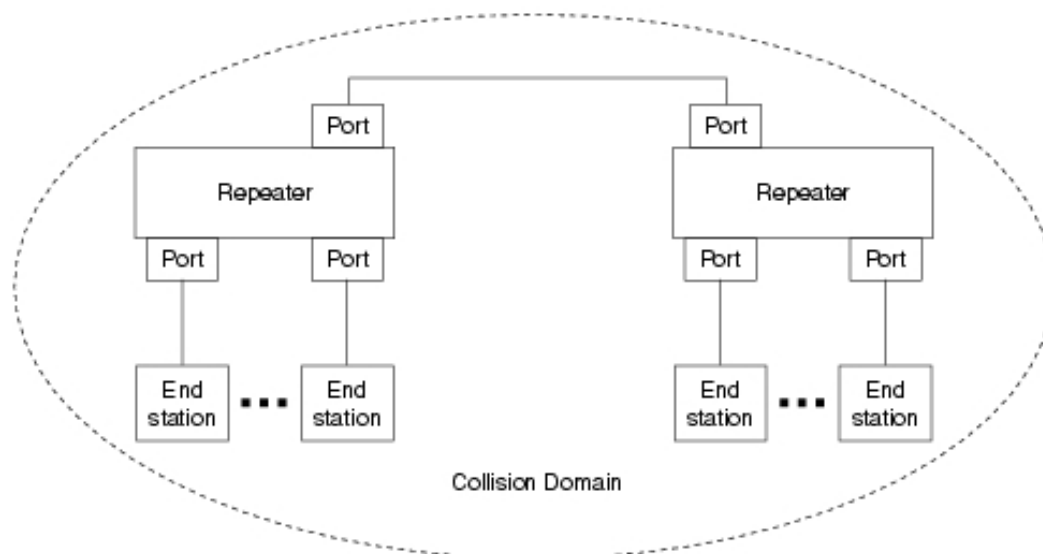 Port
Port
Repeater
Repeater
Port
Port
Port
Port
End
station
End
station
End
station
End
station
Collision Domain